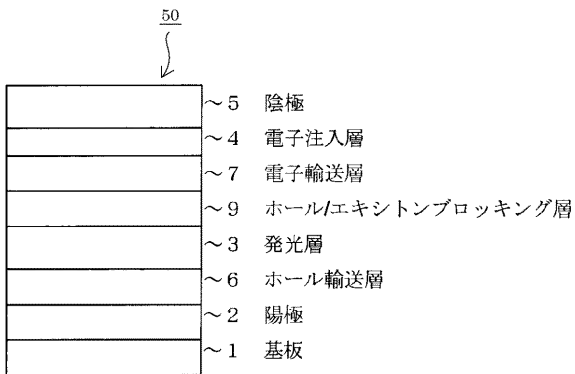 50
～5 陰極
～4 電子注入層
～7 電子輸送層
～9 ホール/エキシトンブロッキング層
～3 発光層
～6 ホール輸送層
～2 陽極
～1 基板